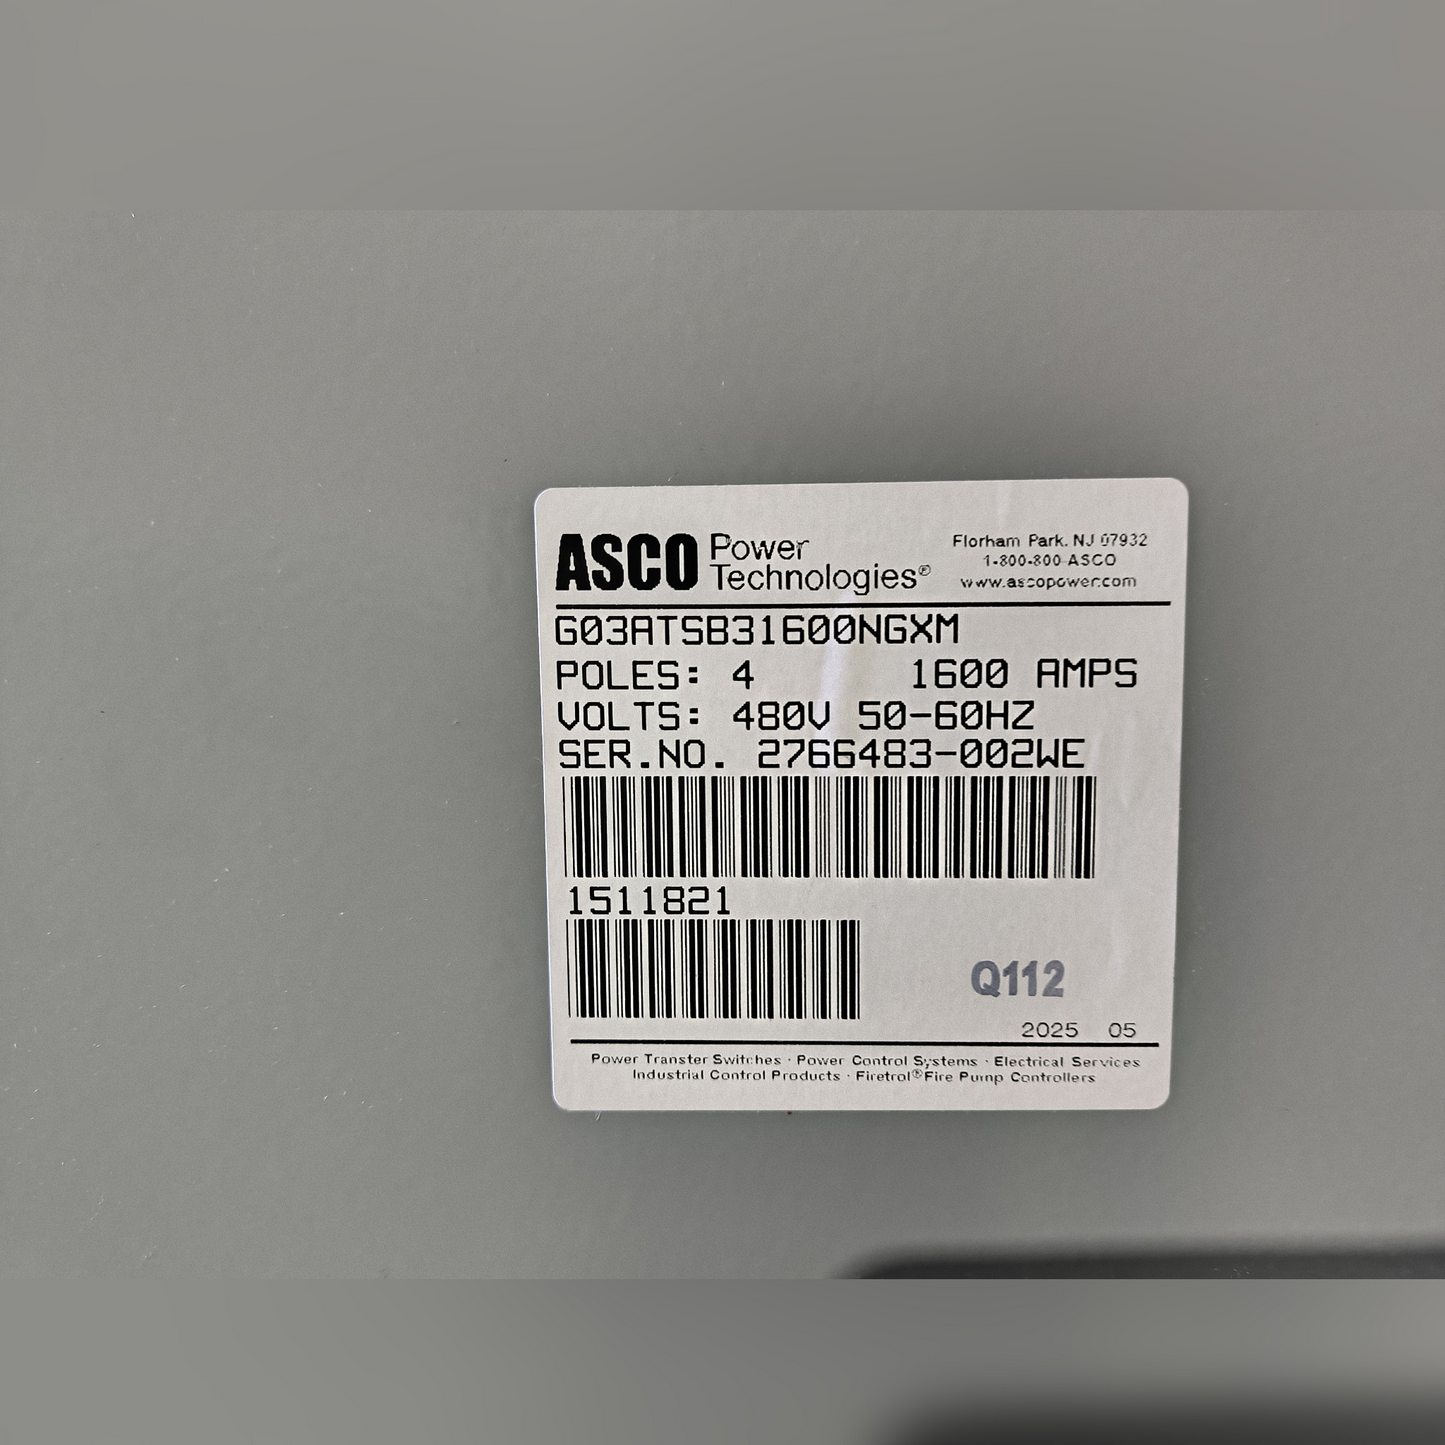 ASCO Power Technologies®
Florham Park. NJ 07932
1-800-800-ASCO
www.ascopower.com
G03ATSB31600NGXM
POLES: 4 1600 AMPS
VOLTS: 480V 50-60HZ
SER.NO. 2766483-002WE
1511821
Q112
2025 05
Power Transfer Switches · Power Control Systems · Electrical Services
Industrial Control Products · Firetrol® Fire Pump Controllers